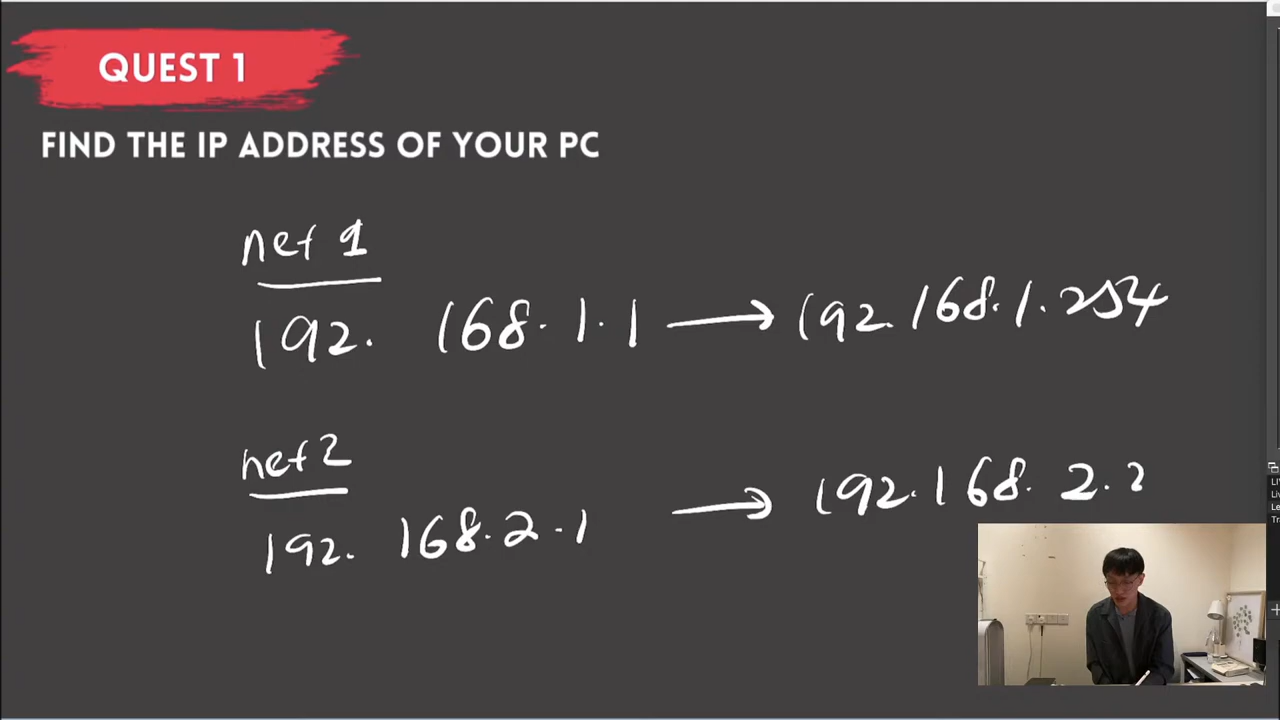 QUEST 1
FIND THE IP ADDRESS OF YOUR PC
net 1
192. 168. 1. 1 → 192. 168. 1. 254
net 2
192. 168. 2. 1 → 192. 168. 2. 2